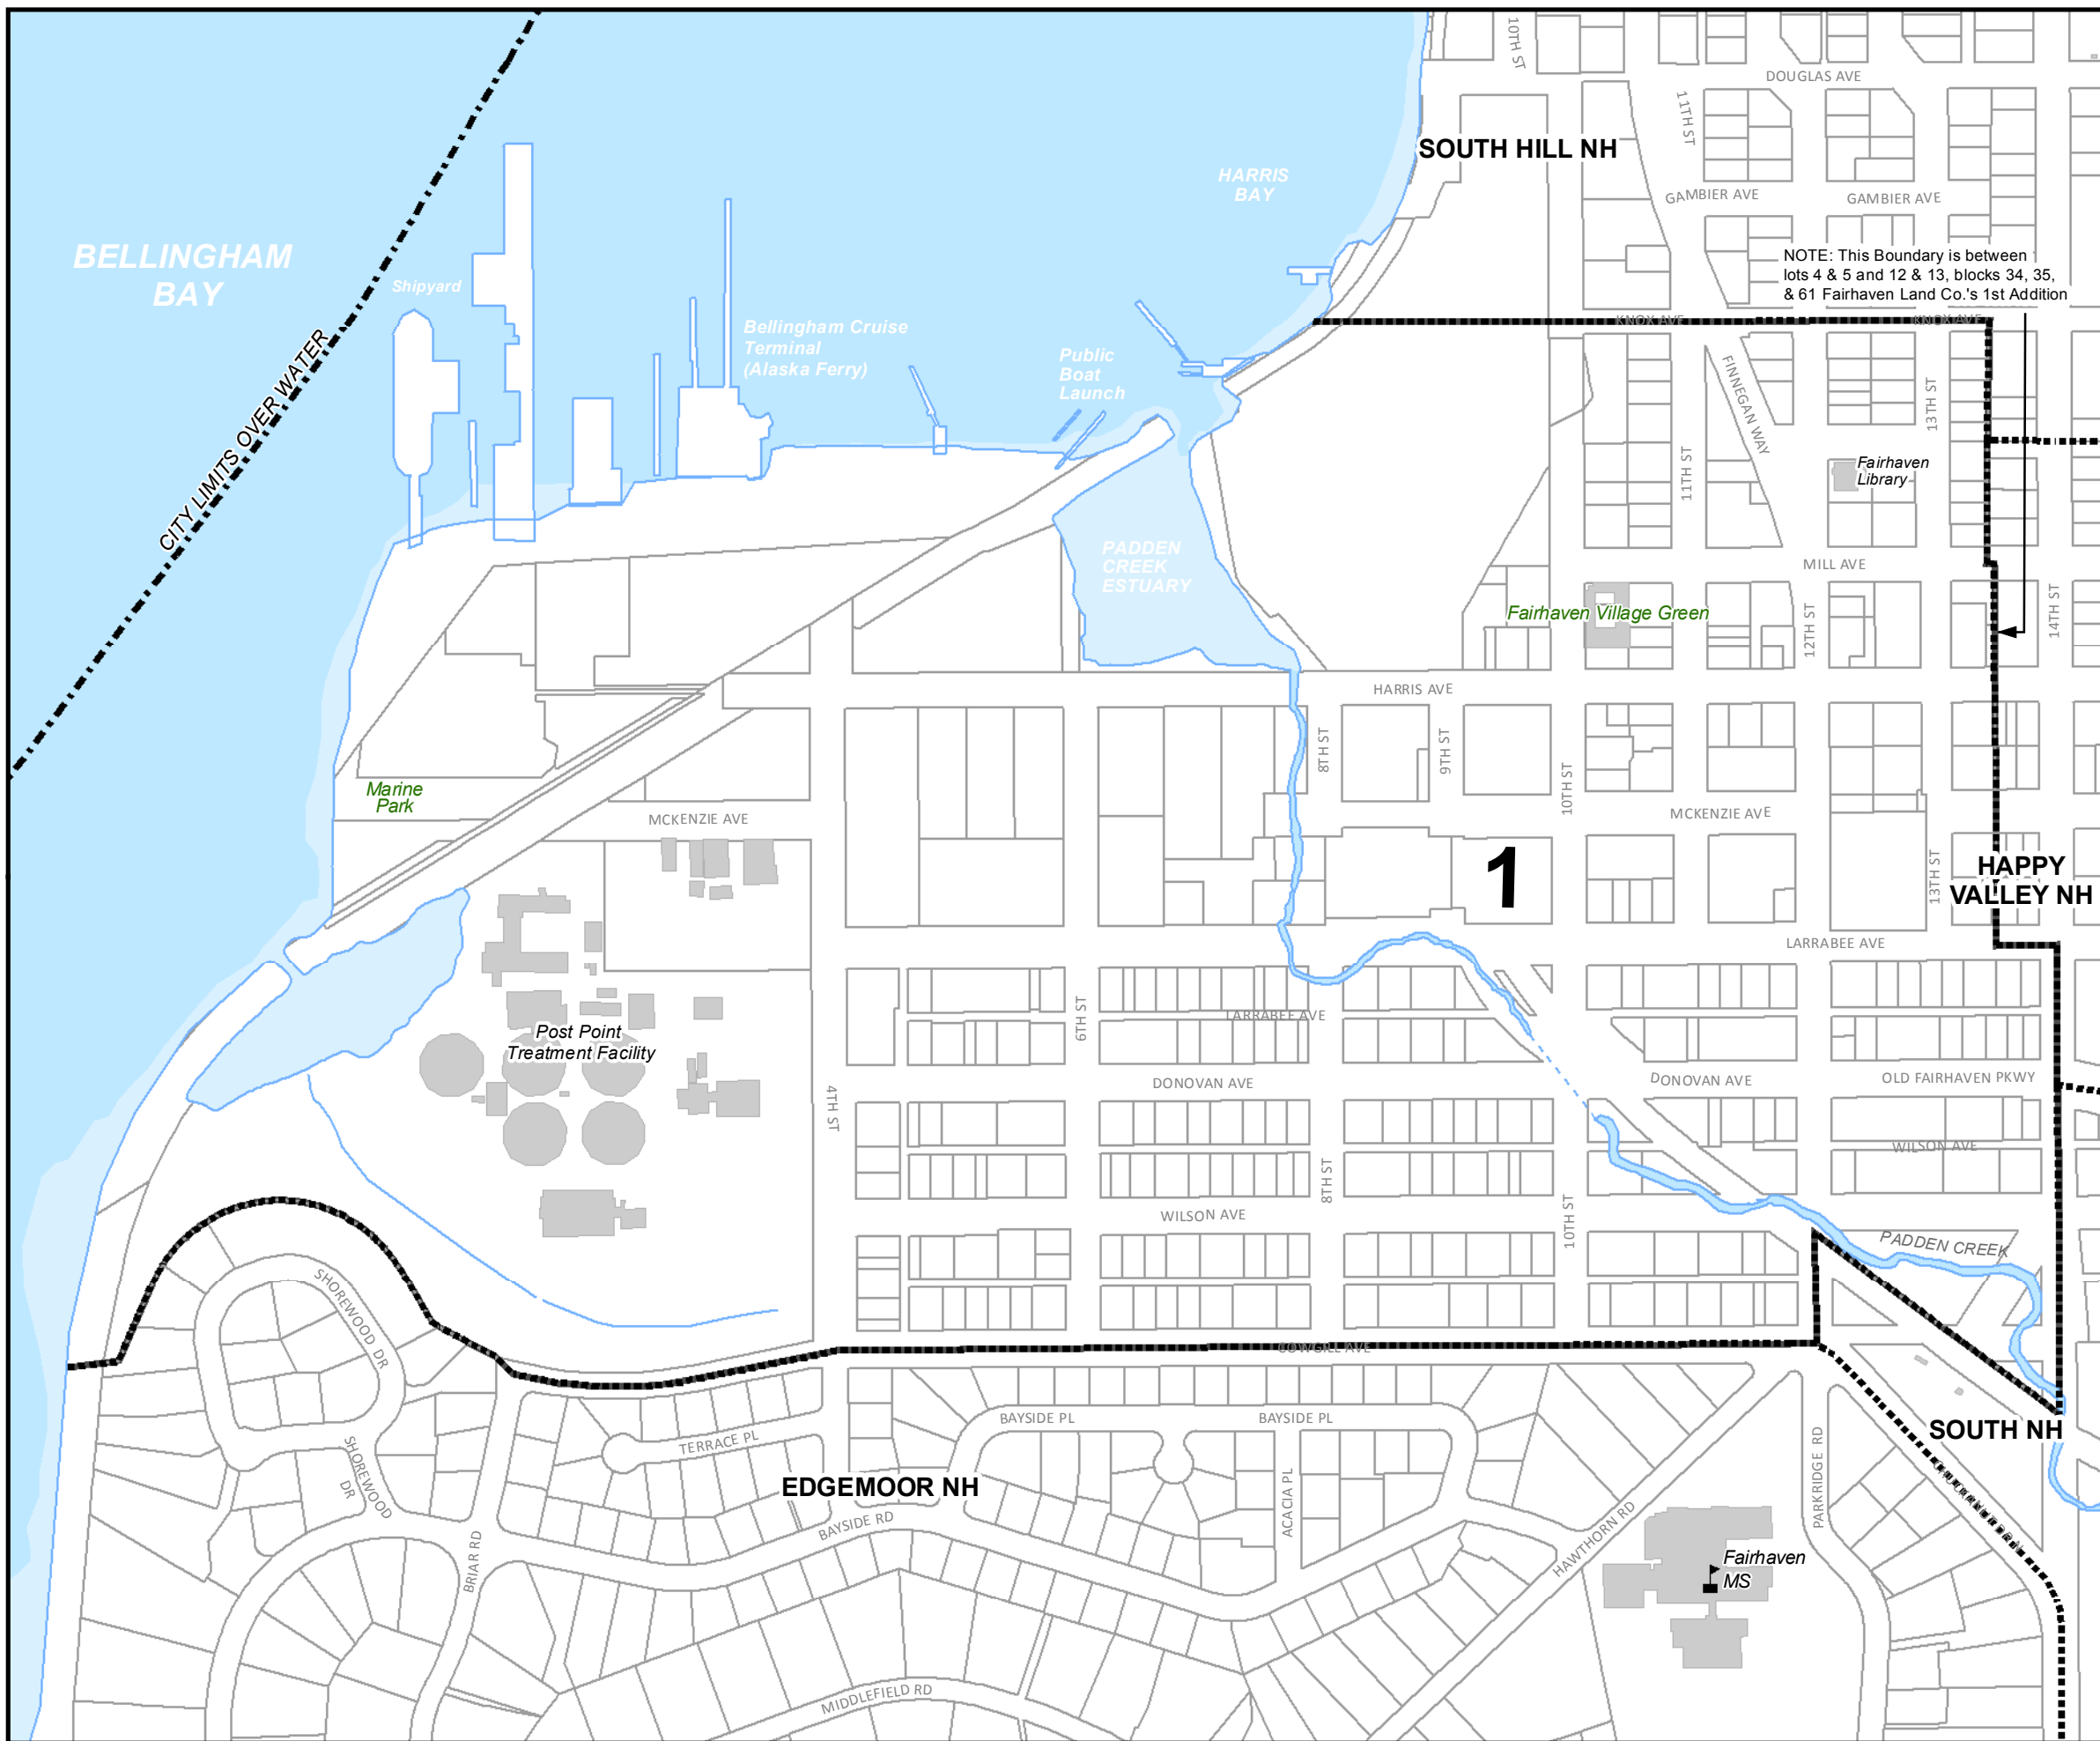 10TH ST
DOUGLAS AVE
11TH ST
SOUTH HILL NH
HARRIS
BAY
GAMBIER AVE
GAMBIER AVE
BELLINGHAM
BAY
NOTE: This Boundary is between
lots 4 & 5 and 12 & 13, blocks 34, 35,
& 61 Fairhaven Land Co.'s 1st Addition
Shipyard
KNOX AVE
KNOX AVE
Bellingham Cruise
Terminal
(Alaska Ferry)
Public
Boat
Launch
CITY LIMITS OVER WATER
FINNEGAN WAY
13TH ST
11TH ST
Fairhaven
Library
PADDEN
CREEK
ESTUARY
MILL AVE
Fairhaven Village Green
12TH ST
14TH ST
HARRIS AVE
8TH ST
9TH ST
10TH ST
Marine
Park
MCKENZIE AVE
MCKENZIE AVE
1
13TH ST
HAPPY
VALLEY NH
LARRABEE AVE
6TH ST
LARRABEE AVE
Post Point
Treatment Facility
4TH ST
DONOVAN AVE
DONOVAN AVE
OLD FAIRHAVEN PKWY
WILSON AVE
8TH ST
10TH ST
WILSON AVE
PADDEN CREEK
SHOREWOOD DR
COWGILL AVE
BAYSIDE PL
BAYSIDE PL
SOUTH NH
TERRACE PL
SHOREWOOD
DR
EDGEMOOR NH
ACACIA PL
PARKRIDGE RD
BAYSIDE RD
HAWTHORN RD
BRIAR RD
Fairhaven
MS
MIDDLEFIELD RD